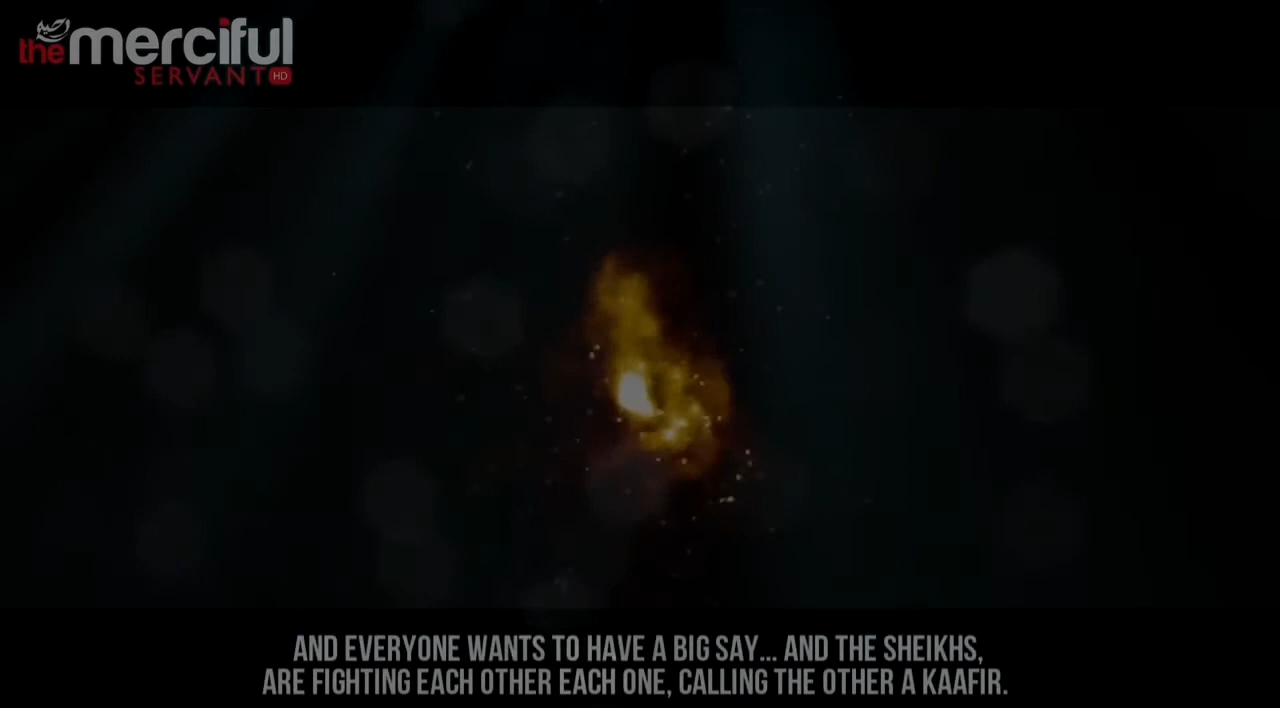 the merciful
SERVANT HD
AND EVERYONE WANTS TO HAVE A BIG SAY... AND THE SHEIKHS,
ARE FIGHTING EACH OTHER EACH ONE, CALLING THE OTHER A KAAFIR.